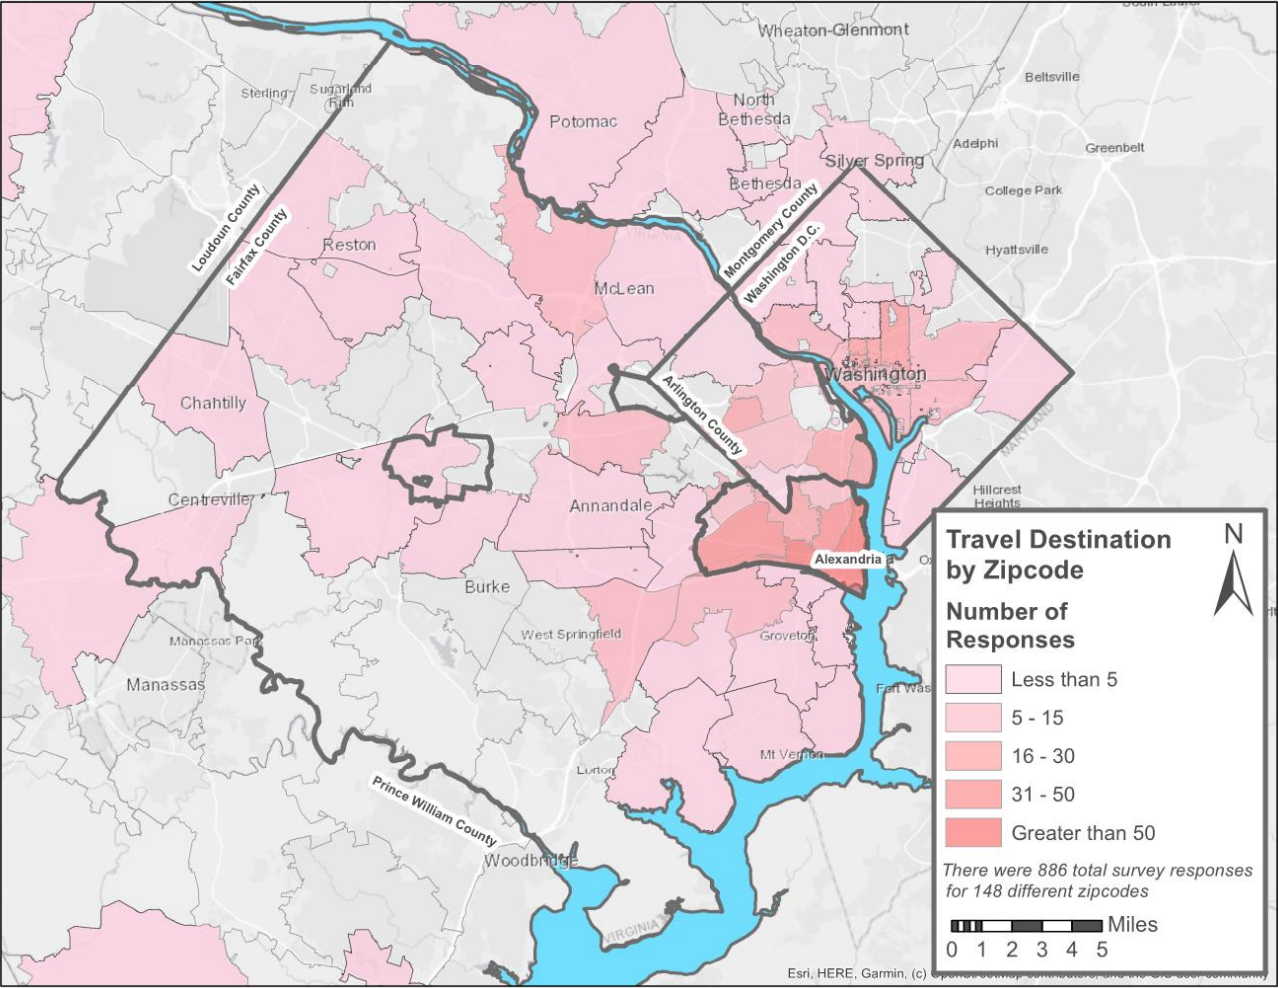 Wheaton-Glenmont
Beltsville
Sterling
Sugarland
Run
North
Bethesda
Potomac
Adelphi
Greenbelt
Silver Spring
Bethesda
College Park
Loudoun County
Fairfax County
Montgomery County
Washington D.C.
VIRGINIA
Reston
Hyattsville
McLean
Washington
Chantilly
Arlington County
MARYLAND
Centreville
Annandale
Hillcrest
Heights
Alexandria
Burke
West Springfield
Groveton
Manassas Park
Manassas
Fort Was
Mt Vernon
Lorton
Prince William County
Woodbridge
VIRGINIA
Travel Destination
by Zipcode
N
Number of
Responses
Less than 5
5 - 15
16 - 30
31 - 50
Greater than 50
There were 886 total survey responses
for 148 different zipcodes
Miles
0 1 2 3 4 5
Esri, HERE, Garmin, (c)